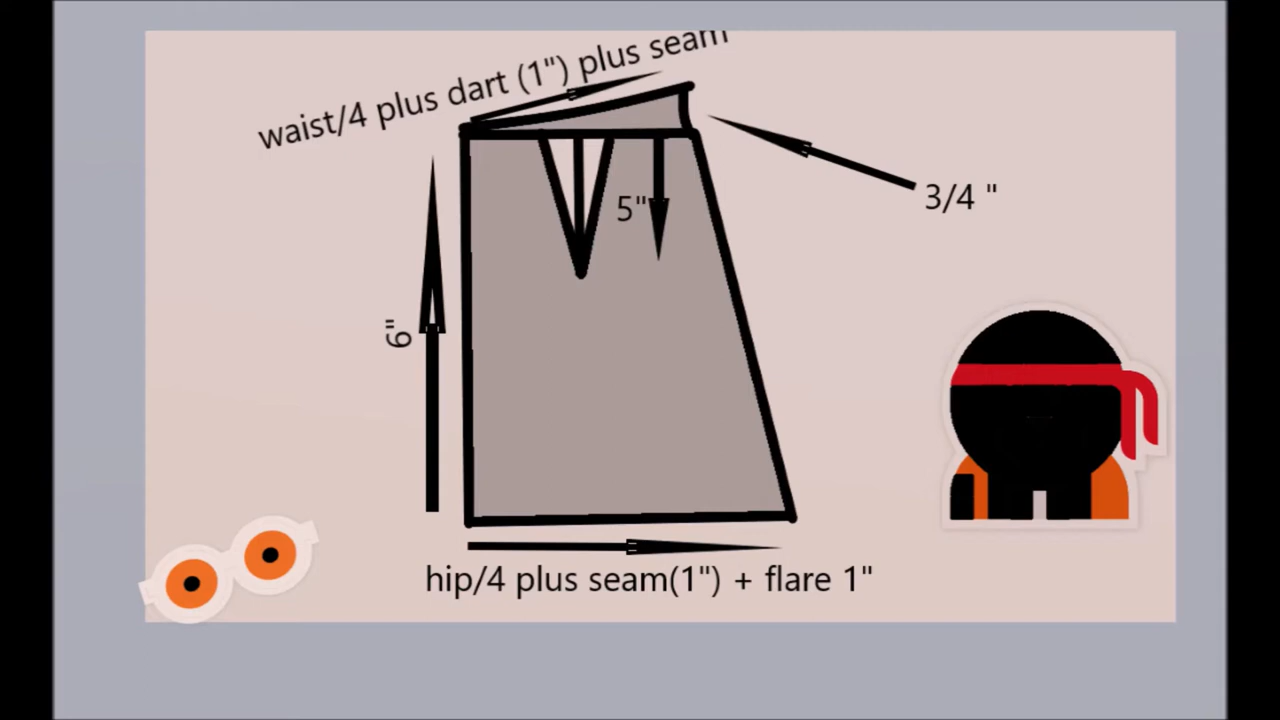 waist/4 plus dart (1") plus seam
3/4 "
5"
6"
hip/4 plus seam(1") + flare 1"